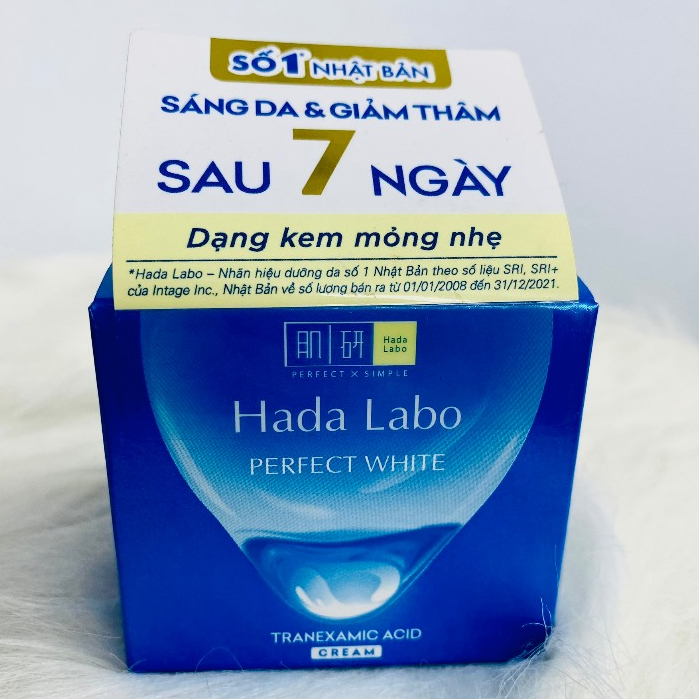 SỐ 1* NHẬT BẢN
SÁNG DA & GIẢM THÂM
SAU 7 NGÀY
Dạng kem mỏng nhẹ
*Hada Labo – Nhãn hiệu dưỡng da số 1 Nhật Bản theo số liệu SRI, SRI+
của Intage Inc., Nhật Bản về số lượng bán ra từ 01/01/2008 đến 31/12/2021.
肌研 Hada
Labo
PERFECT X SIMPLE
Hada Labo
PERFECT WHITE
TRANEXAMIC ACID
CREAM